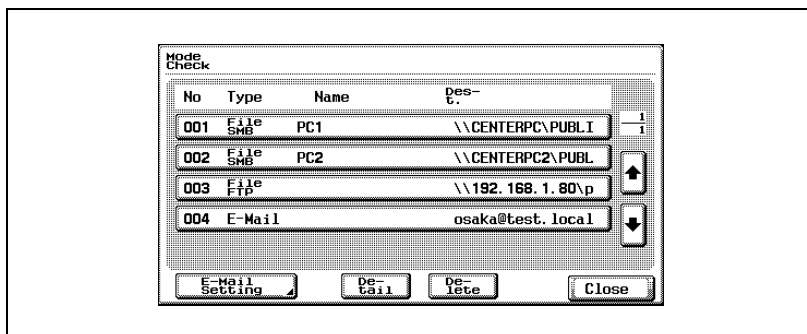 Mode
Check
No Type Name Des-
t.
001 File
SMB PC1 \\CENTERPC\PUBLI
002 File
SMB PC2 \\CENTERPC2\PUBL
003 File
FTP \\192.168.1.80\p
004 E-Mail osaka@test.local
1
1
E-Mail
Setting
De-
tail
De-
lete
Close